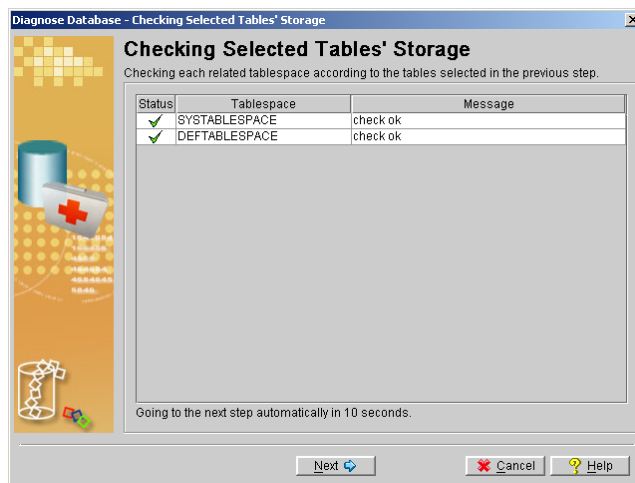 Diagnose Database - Checking Selected Tables' Storage
Checking Selected Tables' Storage
Checking each related tablespace according to the tables selected in the previous step.
Status Tablespace Message
SYSTABLESPACE check ok
DEFTABLESPACE check ok
Going to the next step automatically in 10 seconds.
Next Cancel Help